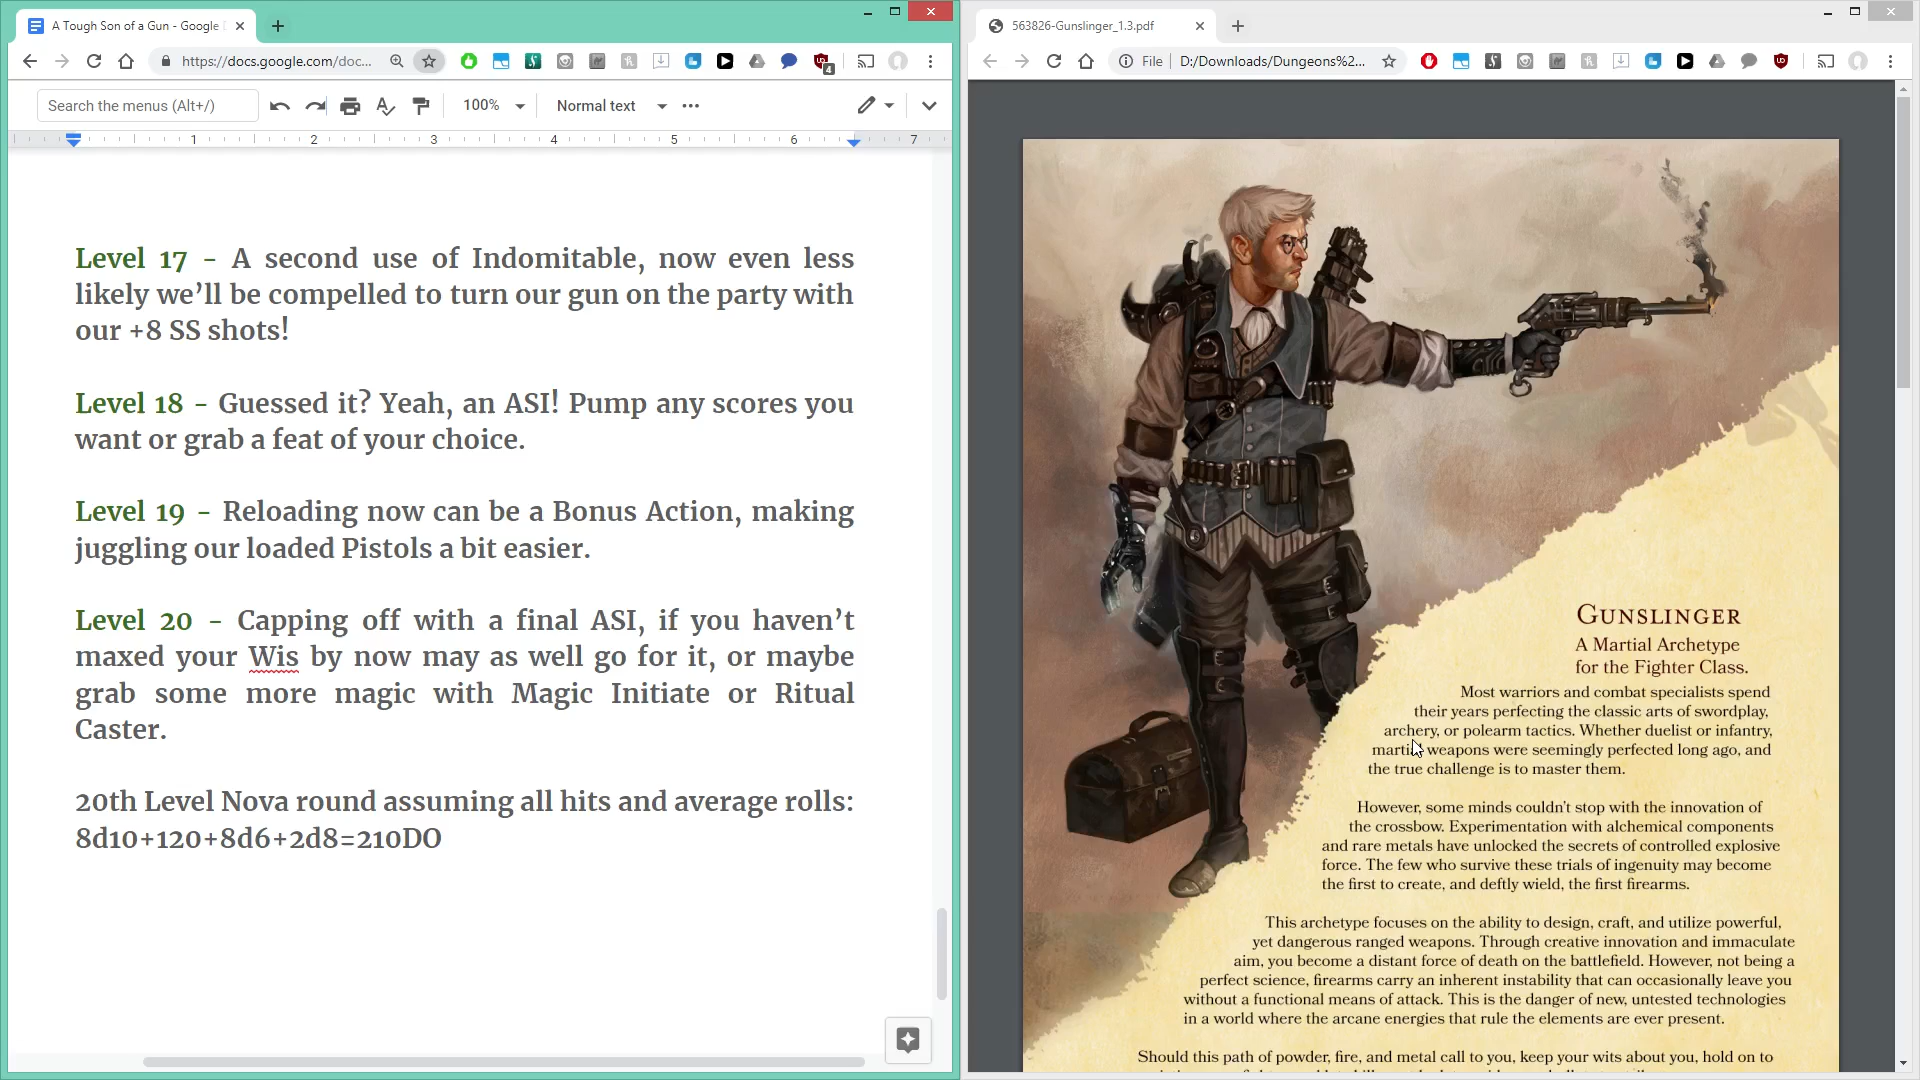 A Tough Son of a Gun - Google
https://docs.google.com/doc...
4
Search the menus (Alt+/)
100%
Normal text
1 2 3 4 5 6 7
Level 17 - A second use of Indomitable, now even less
likely we’ll be compelled to turn our gun on the party with
our +8 SS shots!
Level 18 - Guessed it? Yeah, an ASI! Pump any scores you
want or grab a feat of your choice.
Level 19 - Reloading now can be a Bonus Action, making
juggling our loaded Pistols a bit easier.
Level 20 - Capping off with a final ASI, if you haven’t
maxed your Wis by now may as well go for it, or maybe
grab some more magic with Magic Initiate or Ritual
Caster.
20th Level Nova round assuming all hits and average rolls:
8d10+120+8d6+2d8=210DO
563826-Gunslinger_1.3.pdf
File D:/Downloads/Dungeons%2...
GUNSLINGER
A Martial Archetype
for the Fighter Class.
Most warriors and combat specialists spend
their years perfecting the classic arts of swordplay,
archery, or polearm tactics. Whether duelist or infantry,
martial weapons were seemingly perfected long ago, and
the true challenge is to master them.
However, some minds couldn’t stop with the innovation of
the crossbow. Experimentation with alchemical components
and rare metals have unlocked the secrets of controlled explosive
force. The few who survive these trials of ingenuity may become
the first to create, and deftly wield, the first firearms.
This archetype focuses on the ability to design, craft, and utilize powerful,
yet dangerous ranged weapons. Through creative innovation and immaculate
aim, you become a distant force of death on the battlefield. However, not being a
perfect science, firearms carry an inherent instability that can occasionally leave you
without a functional means of attack. This is the danger of new, untested technologies
in a world where the arcane energies that rule the elements are ever present.
Should this path of powder, fire, and metal call to you, keep your wits about you, hold on to